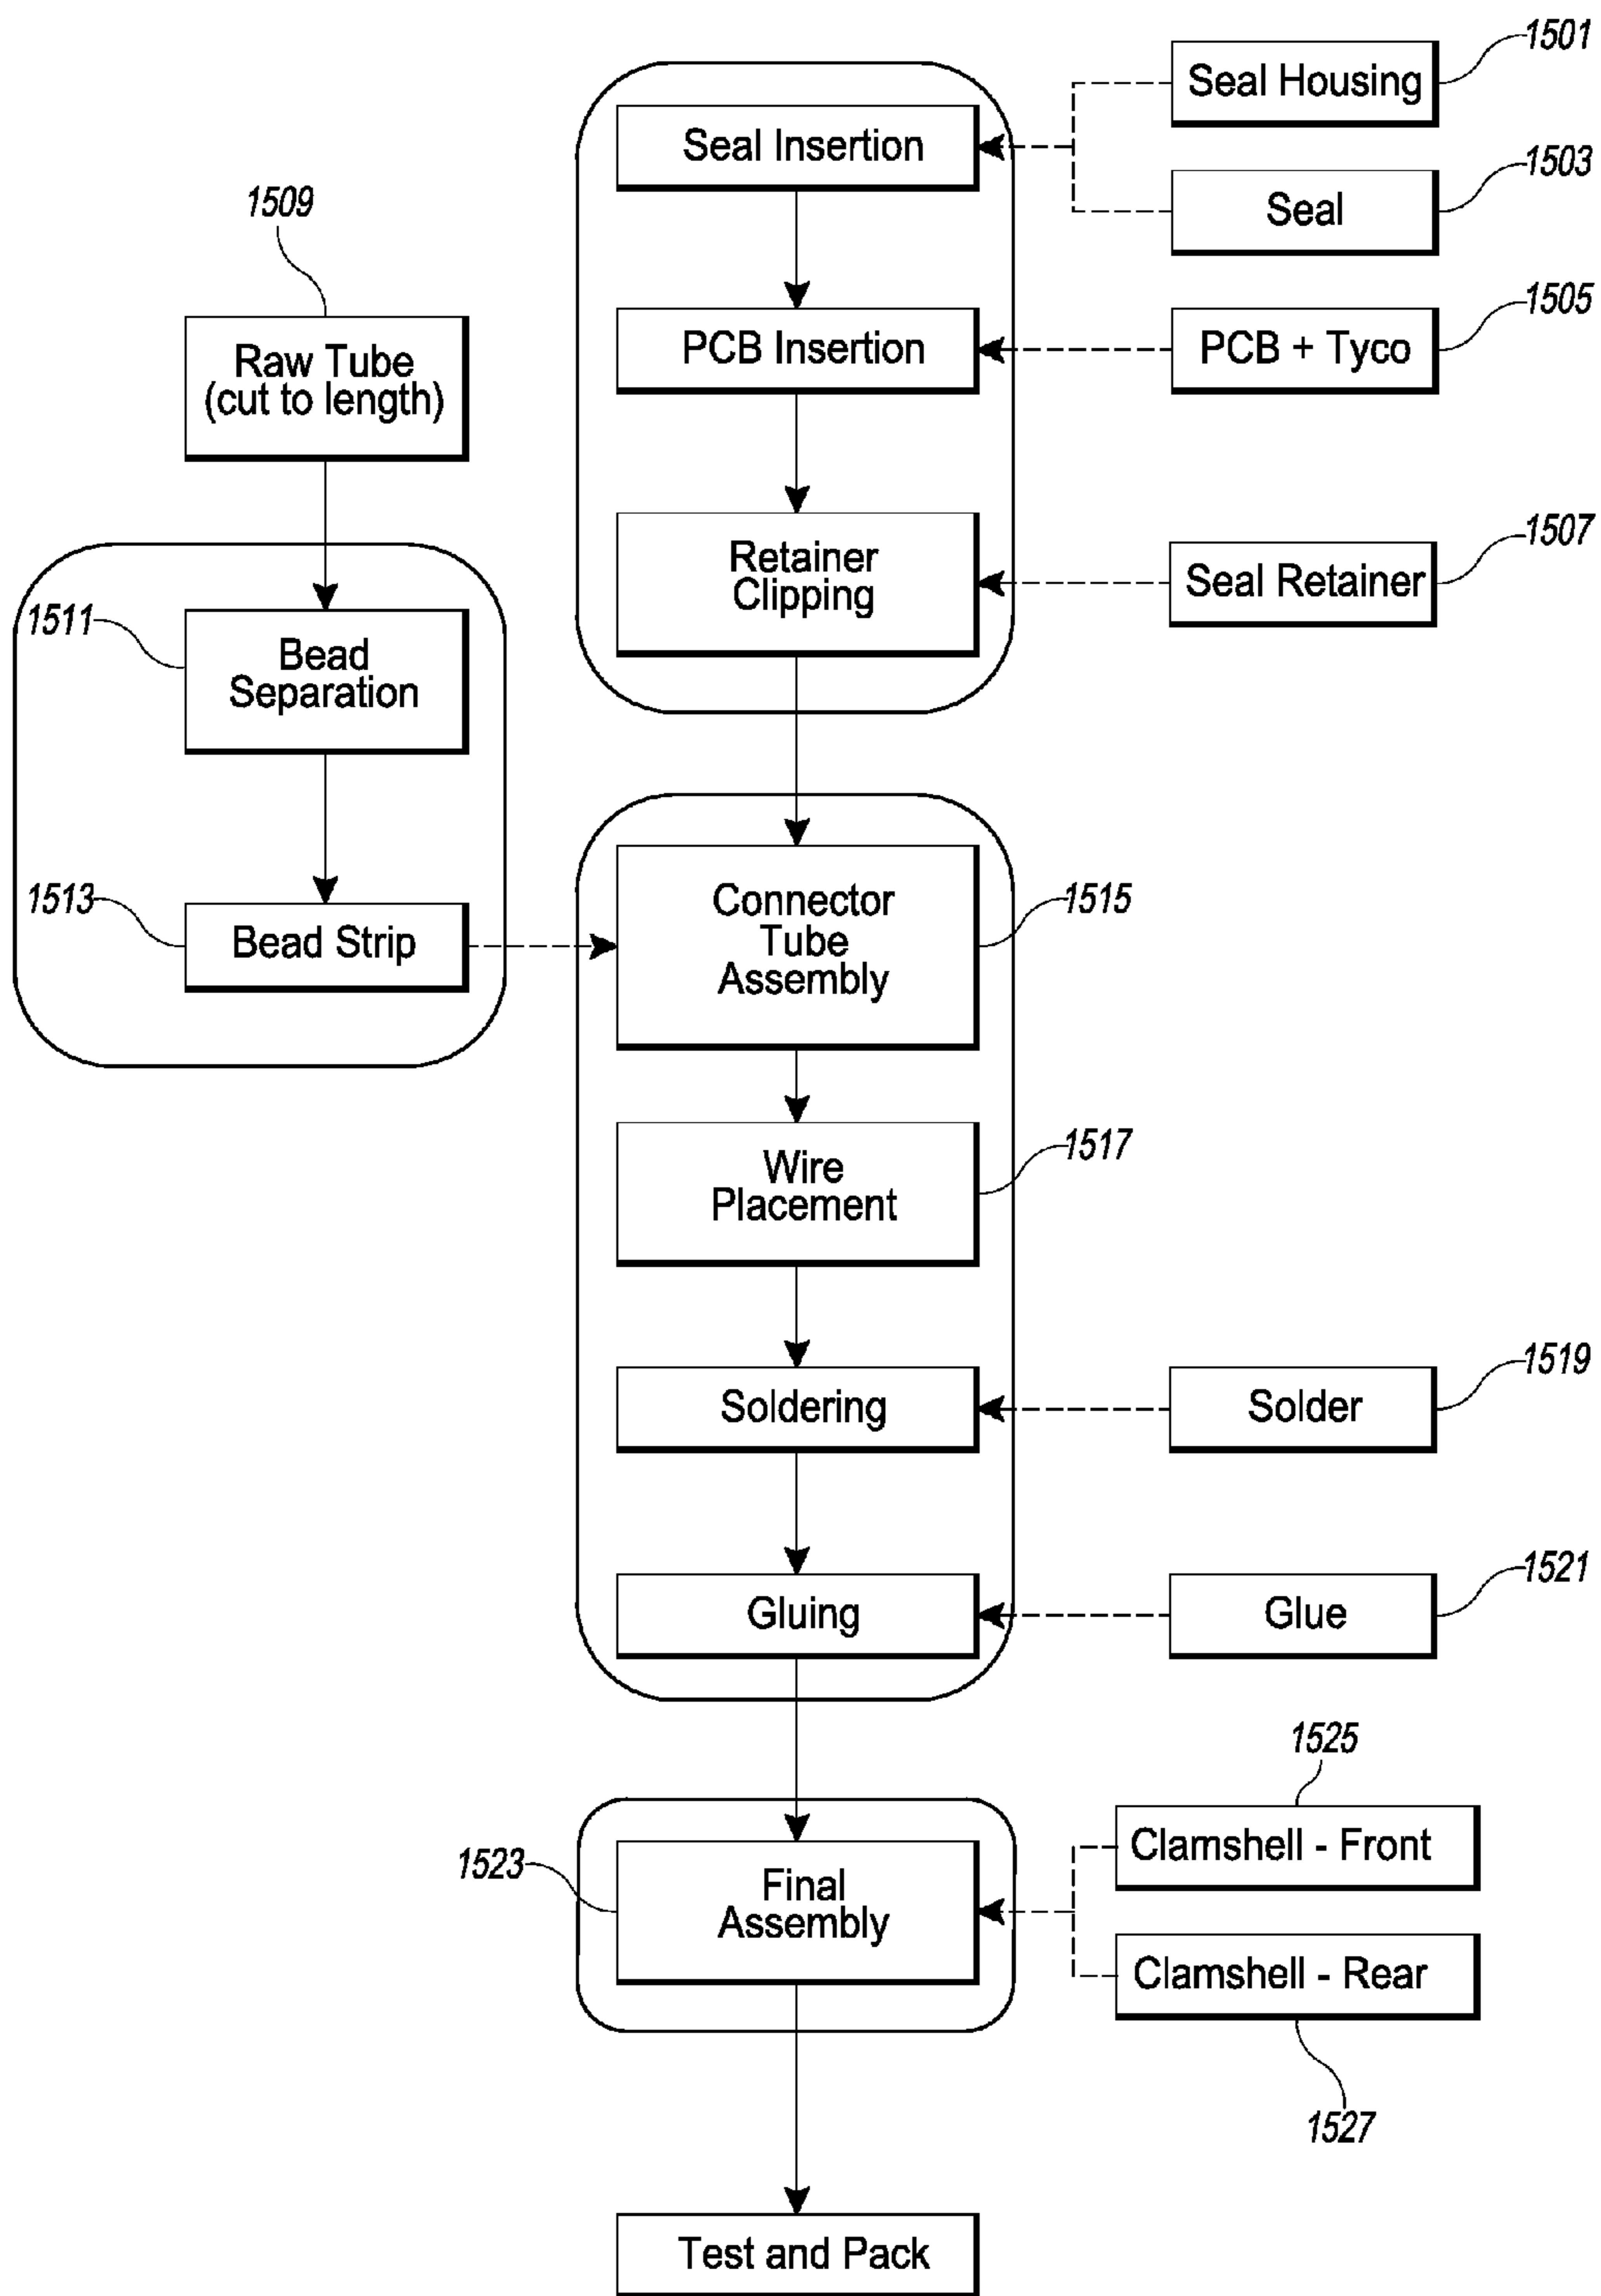 1501
Seal Housing
Seal Insertion
1503
Seal
1509
1505
PCB Insertion
PCB + Tyco
Raw Tube
(cut to length)
1507
Retainer
Clipping
Seal Retainer
1511
Bead
Separation
1513
Bead Strip
Connector
Tube
Assembly
1515
Wire
Placement
1517
Soldering
Solder
1519
Gluing
Glue
1521
1525
Clamshell - Front
1523
Final
Assembly
Clamshell - Rear
1527
Test and Pack